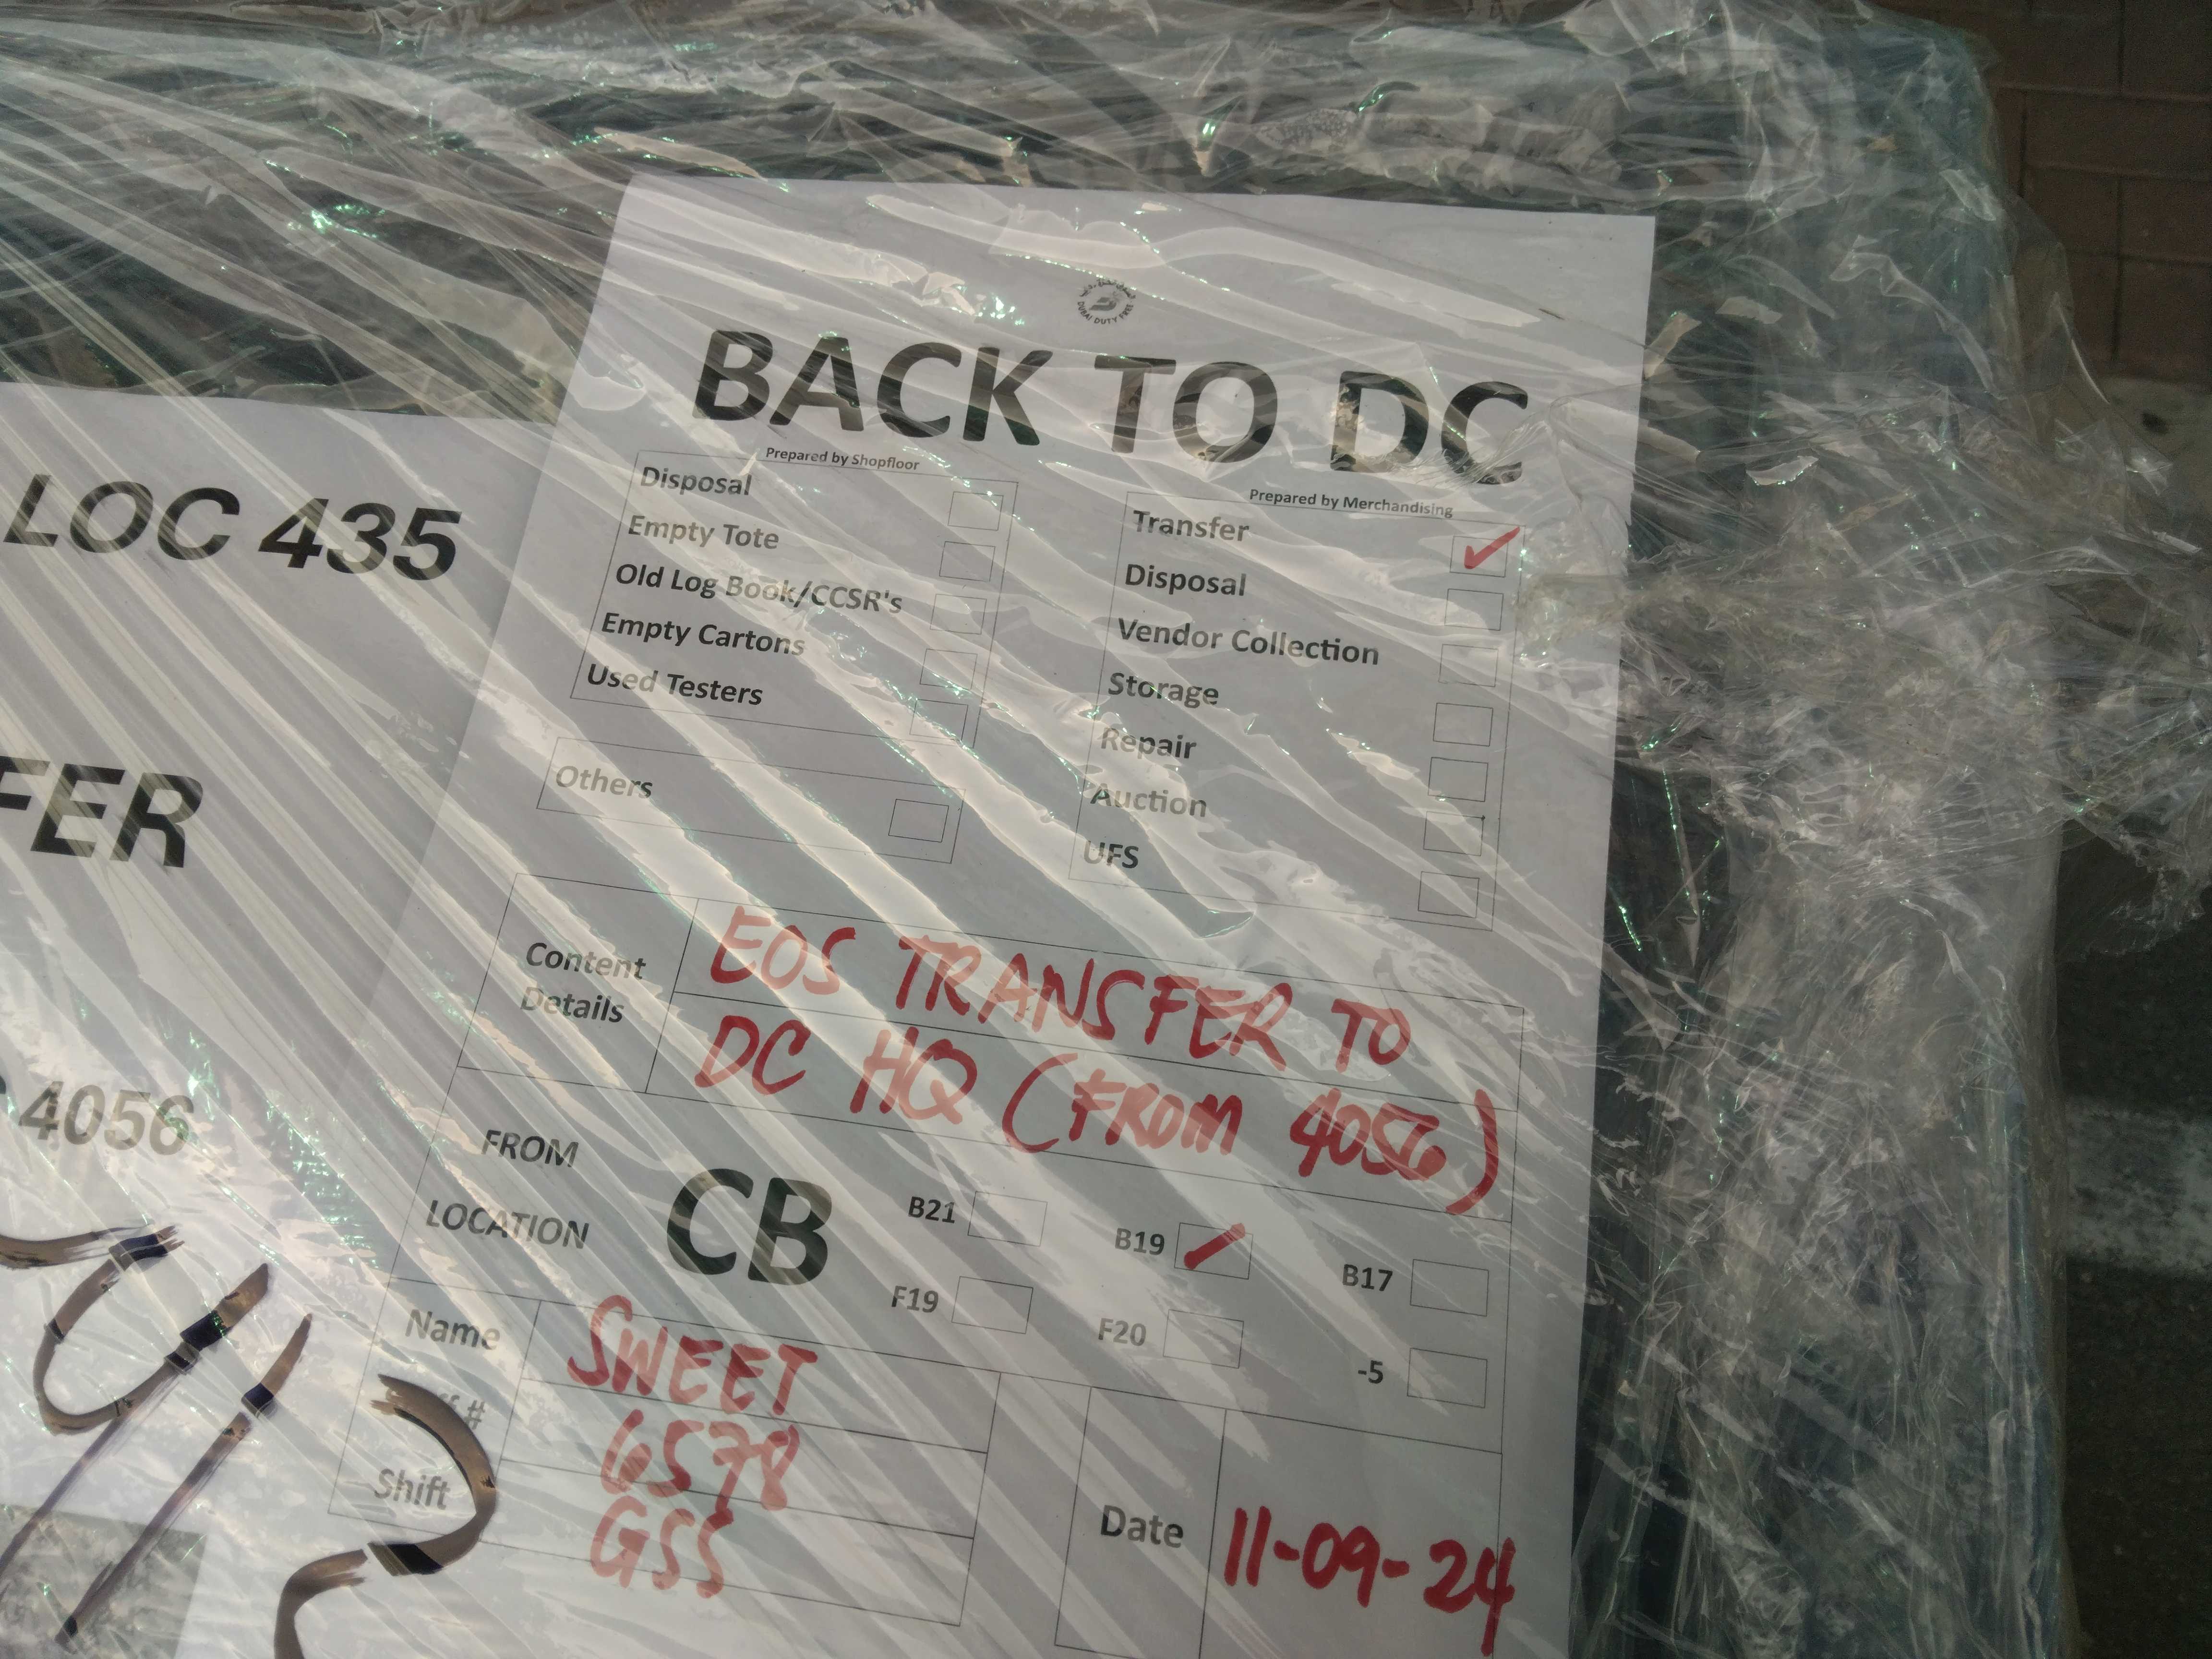 LOC 435
FER
4056
DUBAI DUTY FREE
BACK TO DC
Prepared by Shopfloor
Disposal
Empty Tote
Old Log Book/CCSR's
Empty Cartons
Used Testers
Others
Prepared by Merchandising
Transfer ✓
Disposal
Vendor Collection
Storage
Repair
Auction
UFS
Content Details
EOS TRANSFER TO
DC HQ (FROM 4056)
FROM
LOCATION
CB
B21
B19
B17
F19
F20
-5
Name SWEET
# 6578
Shift GSS
Date 11-09-24